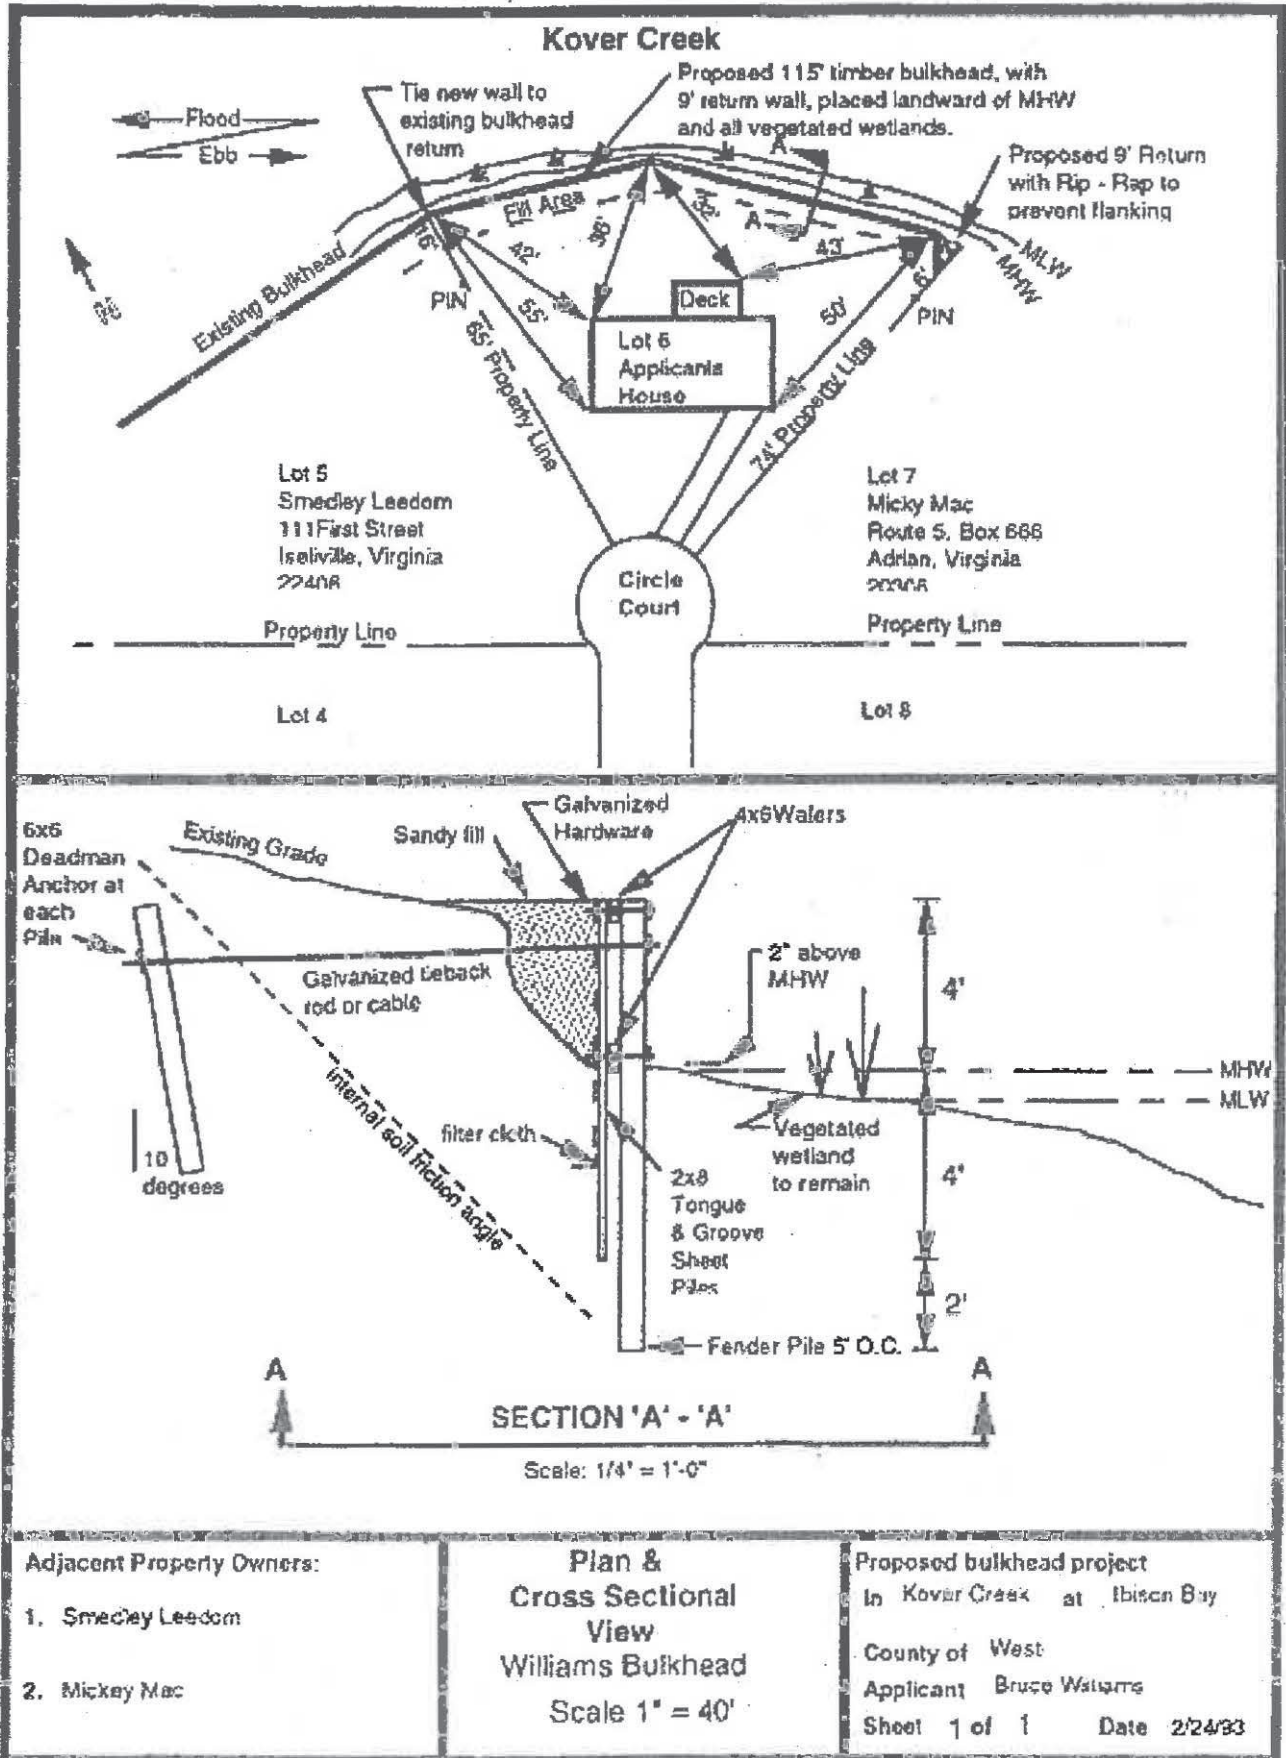 Kover Creek
Flood
Ebb
Tie new wall to
existing bulkhead
return
Proposed 115' timber bulkhead, with
9' return wall, placed landward of MHW
and all vegetated wetlands.
Proposed 9' Return
with Rip - Rap to
prevent flanking
A
A
Fill Area
Existing Bulkhead
MLW
MHW
16'
42'
38'
32'
43'
PIN
PIN
55'
50'
65' Property Line
74' Property Line
Deck
Lot 6
Applicants
House
Lot 5
Smedley Leedom
111 First Street
Virginia
Lot 7
Micky Mac
Route 5, Box 666
Adrian, Virginia
Circle
Court
Property Line
Property Line
Lot 4
Lot 8
6x6
Deadman
Anchor at
each
Pile
Existing Grade
Sandy fill
Galvanized
Hardware
4x6 Walers
Galvanized tieback
rod or cable
2" above
MHW
4'
MHW
MLW
Internal soil friction angle
filter cloth
Vegetated
wetland
to remain
10
degrees
2x8
Tongue
& Groove
Sheet
Piles
4'
2'
Fender Pile 5' O.C.
A
A
SECTION 'A' - 'A'
Scale: 1/4" = 1'-0"
Adjacent Property Owners:
1. Smedley Leedom
2. Mickey Mac
Plan &
Cross Sectional
View
Williams Bulkhead
Scale 1" = 40'
Proposed bulkhead project
In Kover Creek at Ibison Bay
County of West
Applicant Bruce Williams
Sheet 1 of 1 Date 2/24/93